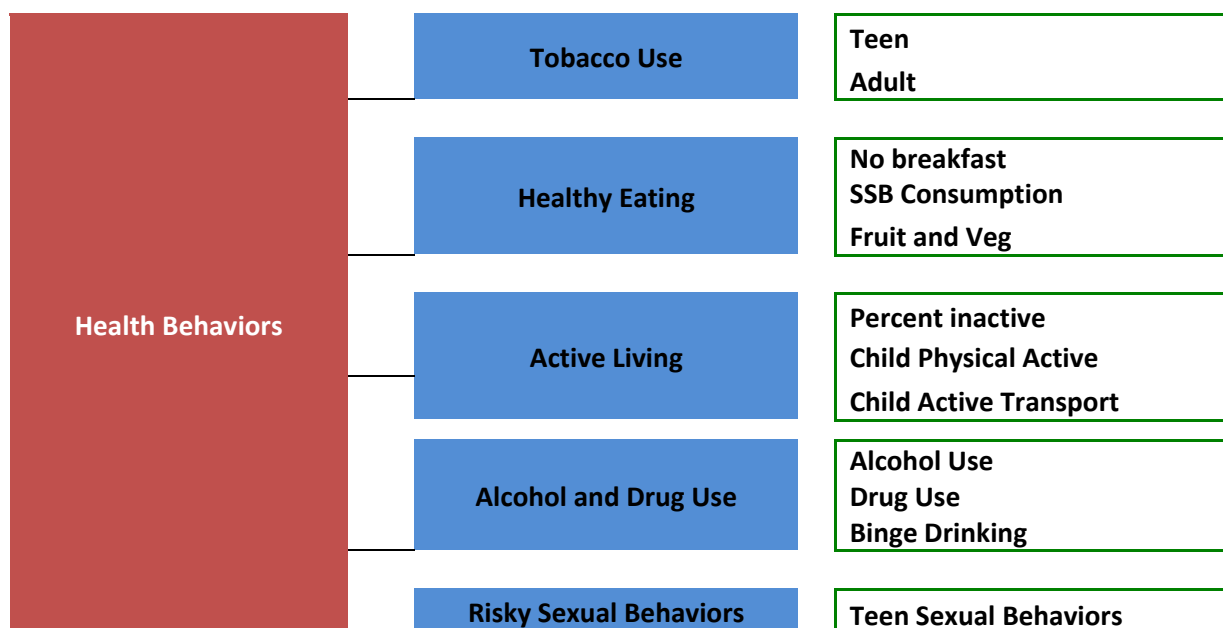 Health Behaviors
Tobacco Use
Teen
Adult
Healthy Eating
No breakfast
SSB Consumption
Fruit and Veg
Active Living
Percent inactive
Child Physical Active
Child Active Transport
Alcohol and Drug Use
Alcohol Use
Drug Use
Binge Drinking
Risky Sexual Behaviors
Teen Sexual Behaviors